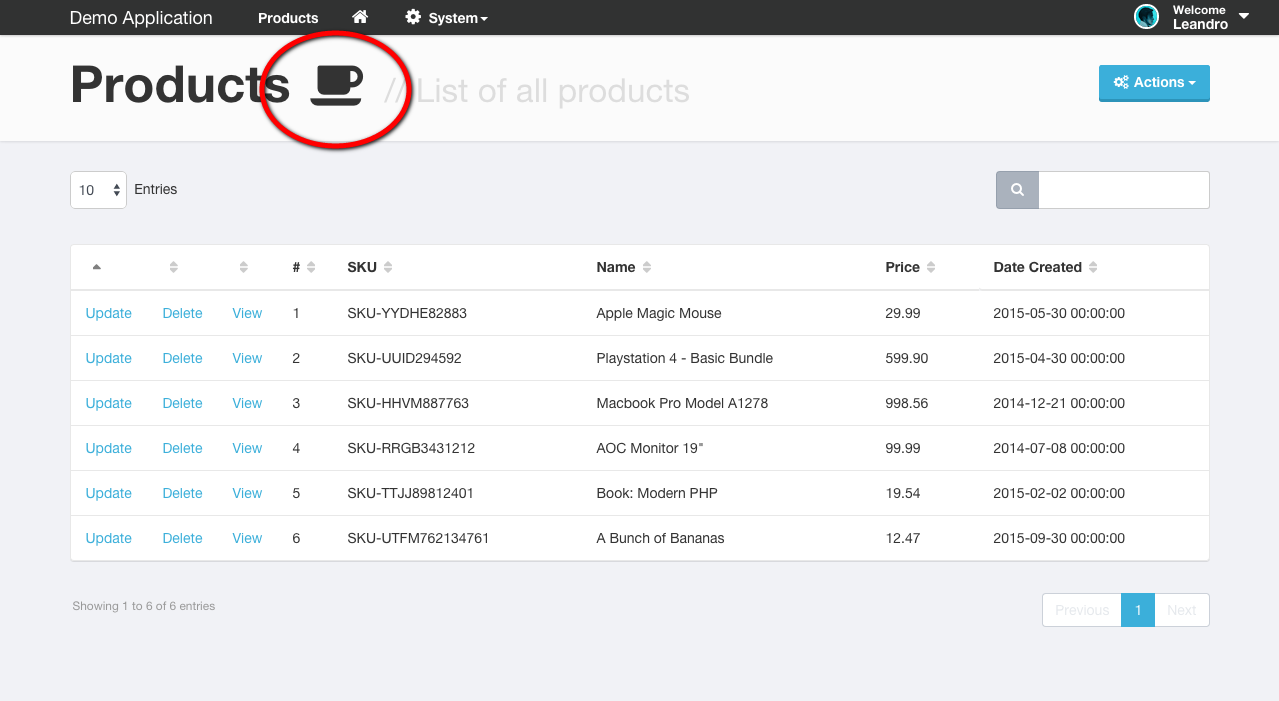 Demo Application Products System Welcome
Leandro
Products // List of all products Actions
10 Entries
# SKU Name Price Date Created
Update Delete View 1 SKU-YYDHE82883 Apple Magic Mouse 29.99 2015-05-30 00:00:00
Update Delete View 2 SKU-UUID294592 Playstation 4 - Basic Bundle 599.90 2015-04-30 00:00:00
Update Delete View 3 SKU-HHVM887763 Macbook Pro Model A1278 998.56 2014-12-21 00:00:00
Update Delete View 4 SKU-RRGB3431212 AOC Monitor 19" 99.99 2014-07-08 00:00:00
Update Delete View 5 SKU-TTJJ89812401 Book: Modern PHP 19.54 2015-02-02 00:00:00
Update Delete View 6 SKU-UTFM762134761 A Bunch of Bananas 12.47 2015-09-30 00:00:00
Showing 1 to 6 of 6 entries Previous 1 Next